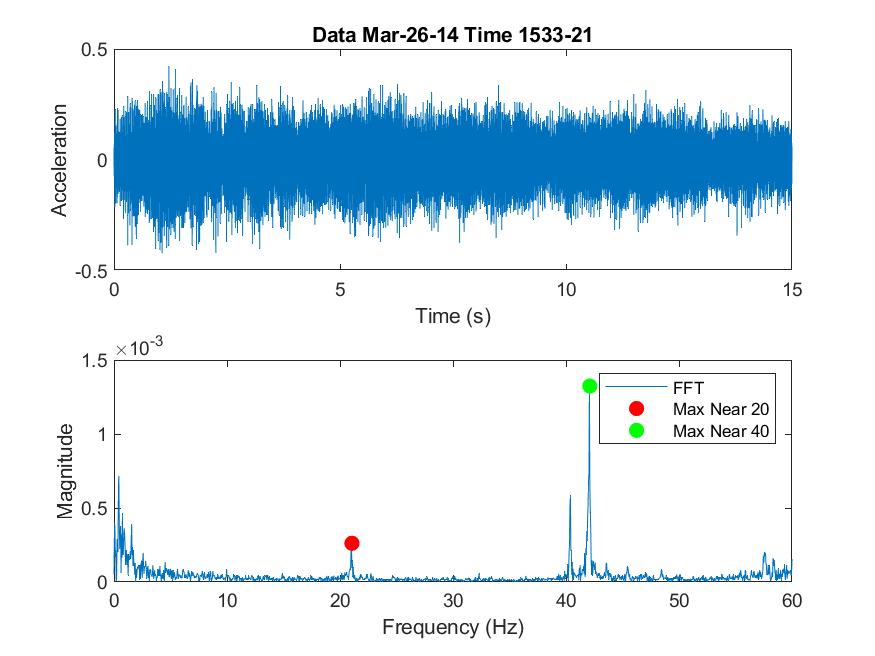 Data Mar-26-14 Time 1533-21
0.5
0
-0.5
Acceleration
0 5 10 15
Time (s)
×10-3
1.5
1
0.5
0
Magnitude
FFT
Max Near 20
Max Near 40
0 10 20 30 40 50 60
Frequency (Hz)